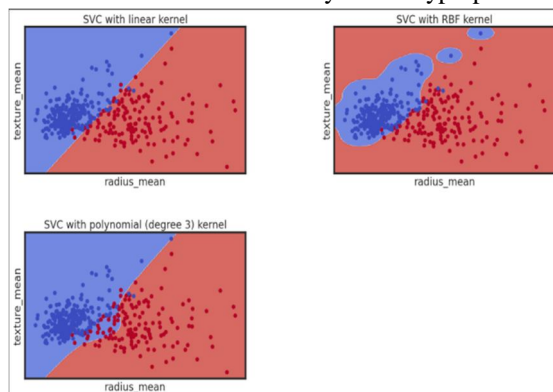 SVC with linear kernel
texture_mean
radius_mean
SVC with RBF kernel
texture_mean
radius_mean
SVC with polynomial (degree 3) kernel
texture_mean
radius_mean